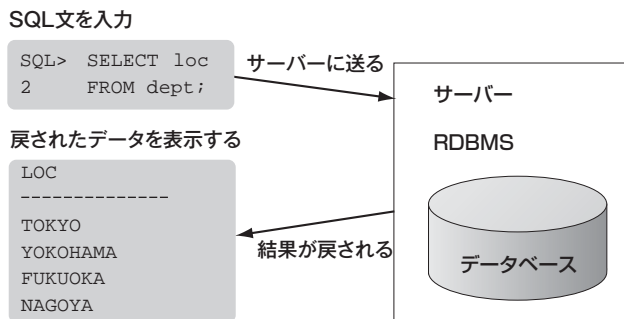 SQL文を入力
SQL> SELECT loc
2 FROM dept;
サーバーに送る
サーバー
RDBMS
データベース
戻されたデータを表示する
LOC
--------------
TOKYO
YOKOHAMA
FUKUOKA
NAGOYA
結果が戻される